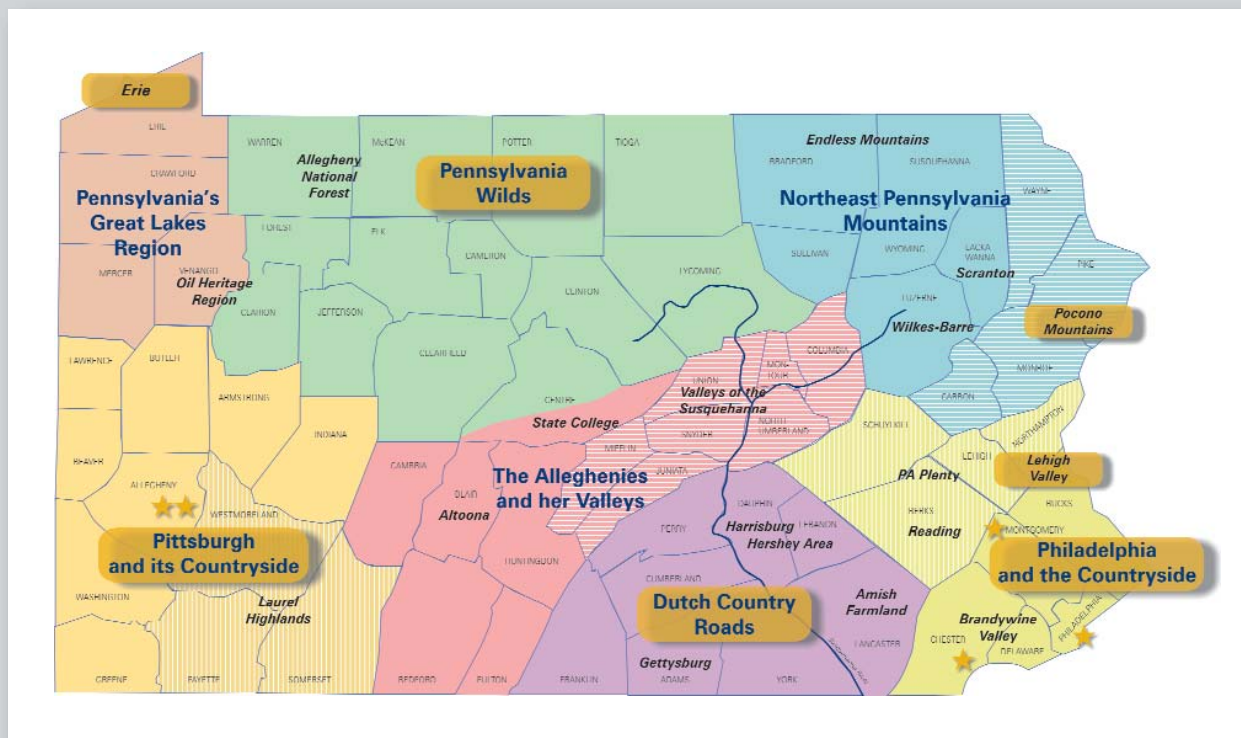 Erie
ERIE
WARREN
McKEAN
POTTER
TIOGA
Endless Mountains
BRADFORD
SUSQUEHANNA
Allegheny
National
Forest
CRAWFORD
Pennsylvania
Wilds
WAYNE
Pennsylvania's
Great Lakes
Region
Northeast Pennsylvania
Mountains
FOREST
ELK
CAMERON
SULLIVAN
WYOMING
LACKA
WANNA
Scranton
PIKE
MERCER
VENANGO
Oil Heritage
Region
LYCOMING
CLINTON
CLARION
JEFFERSON
LUZERNE
Wilkes-Barre
Pocono
Mountains
LAWRENCE
BUTLER
CLEARFIELD
COLUMBIA
MON-
TOUR
UNION
MONROE
ARMSTRONG
CENTRE
Valleys of the
Susquehanna
CARBON
State College
SNYDER
NORTH
UMBERLAND
SCHUYLKILL
NORTHAMPTON
INDIANA
MIFFLIN
LEHIGH
BEAVER
CAMBRIA
JUNIATA
The Alleghenies
and her Valleys
PA Plenty
Lehigh
Valley
ALLEGHENY
BLAIR
Altoona
WESTMORELAND
DAUPHIN
LEBANON
PERRY
Harrisburg
Hershey Area
BERKS
Reading
BUCKS
MONTGOMERY
Pittsburgh
and its Countryside
HUNTINGDON
Philadelphia
and the Countryside
CUMBERLAND
WASHINGTON
Laurel
Highlands
Dutch Country
Roads
Amish
Farmland
PHILADELPHIA
Brandywine
Valley
CHESTER
DELAWARE
LANCASTER
Gettysburg
GREENE
FAYETTE
SOMERSET
BEDFORD
FULTON
FRANKLIN
ADAMS
YORK